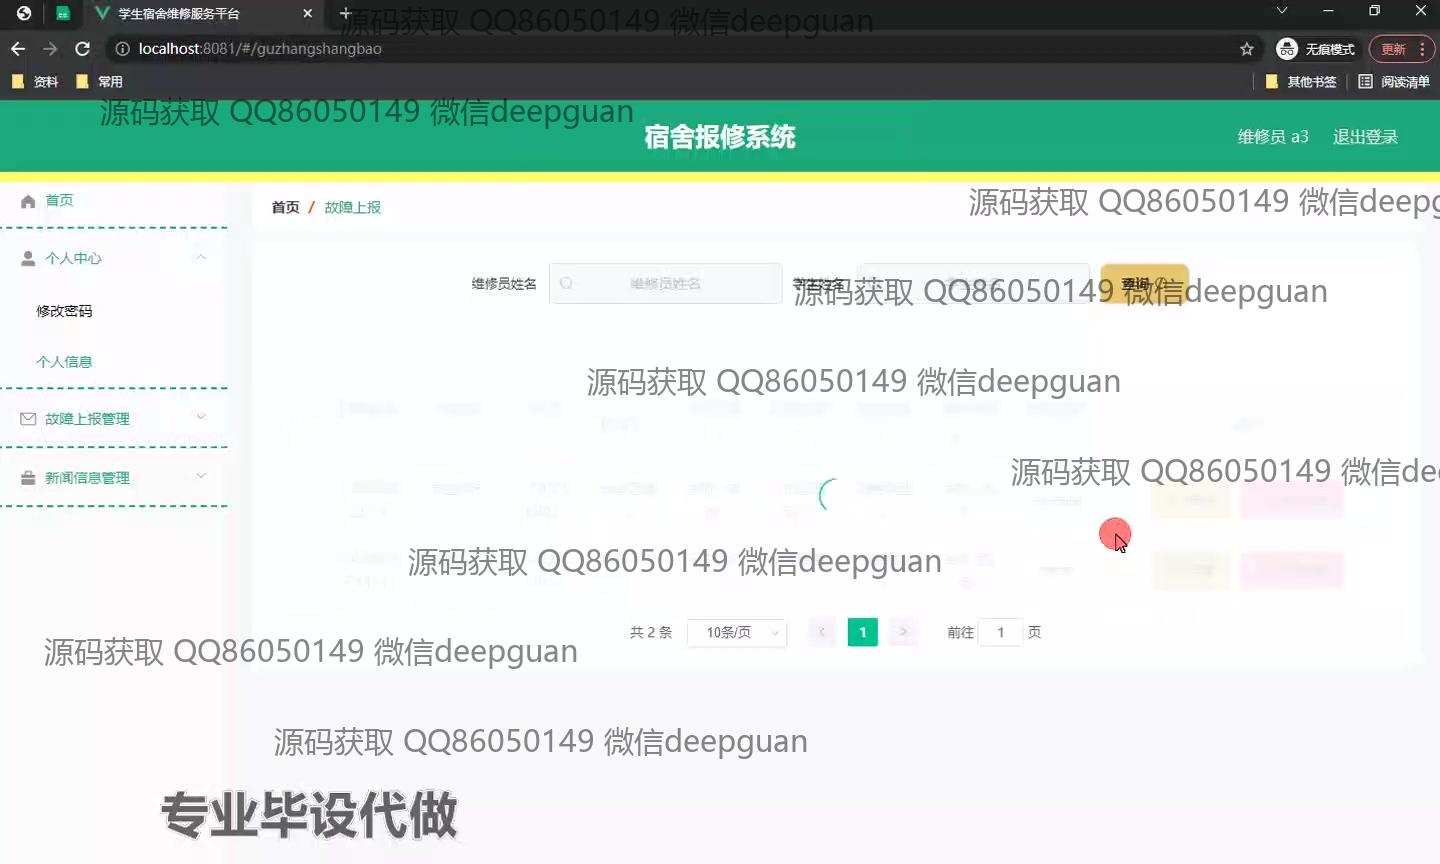 学生宿舍维修服务平台
源码获取 QQ86050149 微信deepguan
localhost:8081/#/guzhangshangbao
无痕模式
更新
资料
常用
其他书签
阅读清单
源码获取 QQ86050149 微信deepguan
宿舍报修系统
维修员 a3
退出登录
首页
首页 / 故障上报
源码获取 QQ86050149 微信deepg
个人中心
维修员姓名
维修员姓名
学生姓名
查询
源码获取 QQ86050149 微信deepguan
修改密码
个人信息
源码获取 QQ86050149 微信deepguan
故障上报管理
新闻信息管理
源码获取 QQ86050149 微信dee
源码获取 QQ86050149 微信deepguan
共 2 条
10条/页
1
前往 1 页
源码获取 QQ86050149 微信deepguan
源码获取 QQ86050149 微信deepguan
专业毕设代做